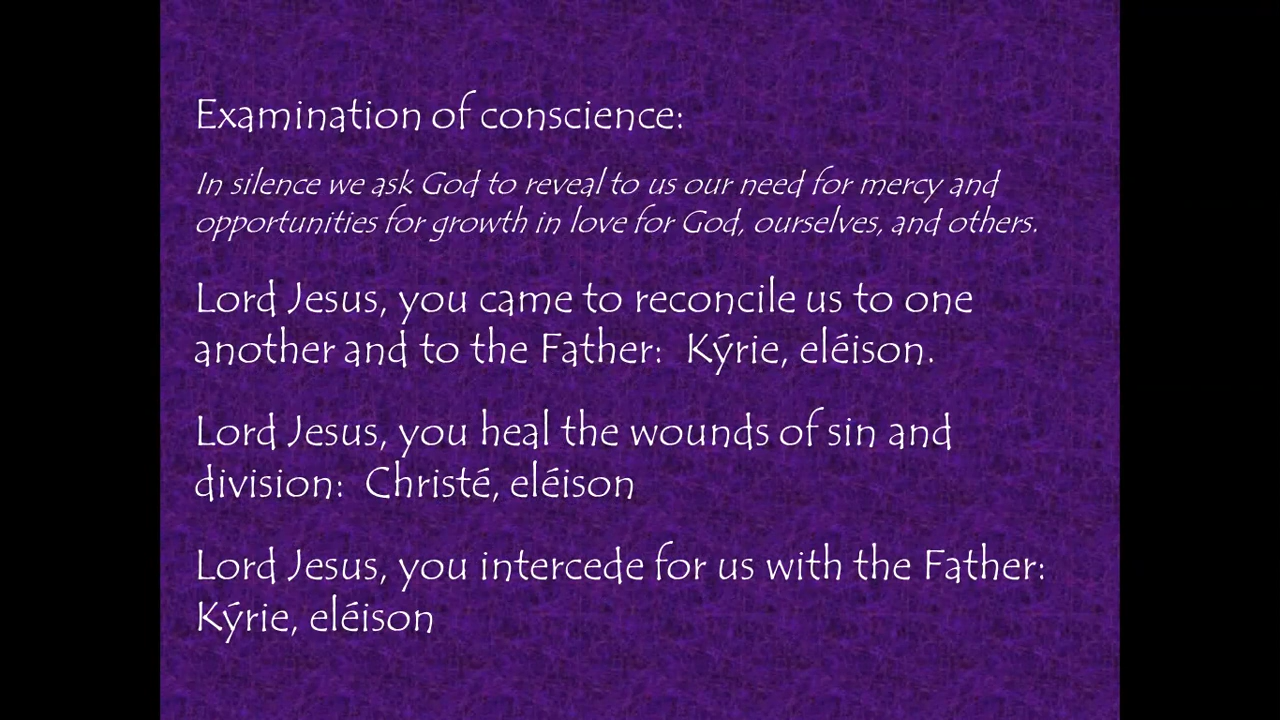 Examination of conscience:
In silence we ask God to reveal to us our need for mercy and
opportunities for growth in love for God, ourselves, and others.
Lord Jesus, you came to reconcile us to one
another and to the Father:  Kýrie, eléison.
Lord Jesus, you heal the wounds of sin and
division:  Christé, eléison
Lord Jesus, you intercede for us with the Father:
Kýrie, eléison